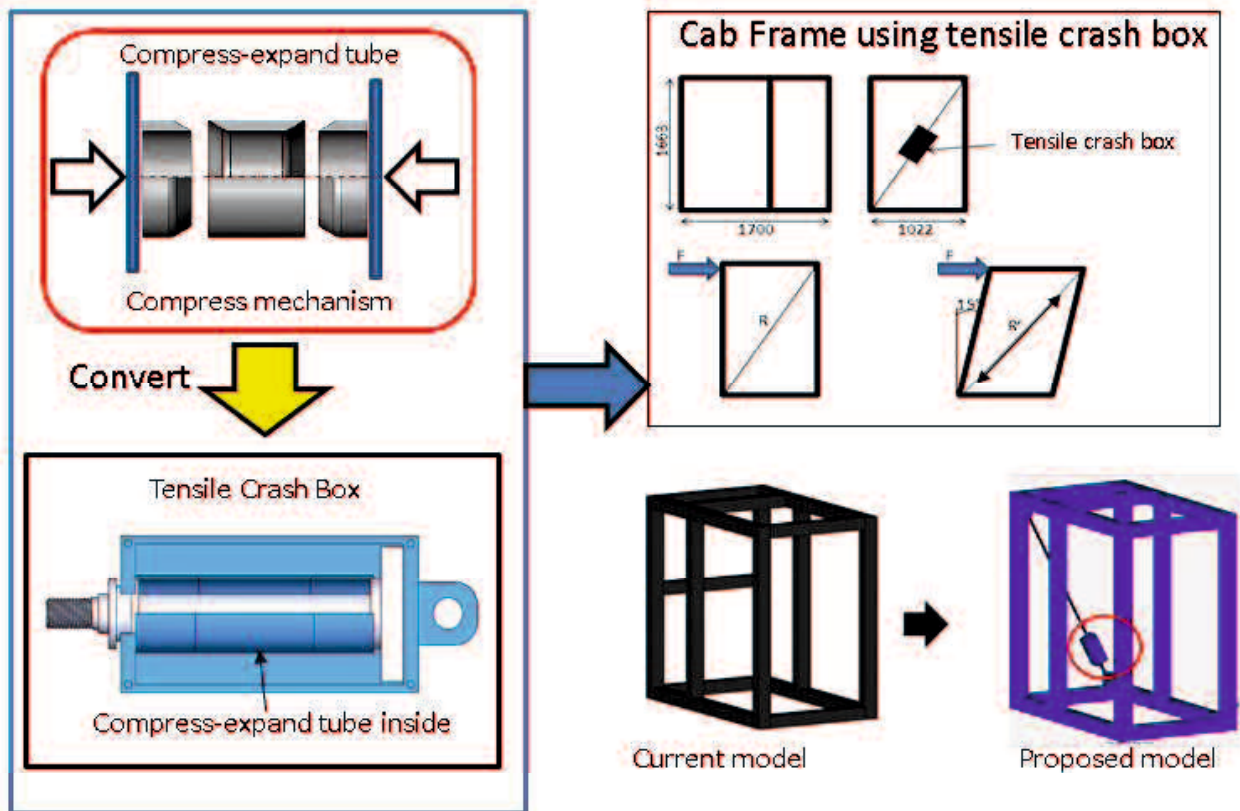 Compress-expand tube
Compress mechanism
Convert
Tensile Crash Box
Compress-expand tube inside
Cab Frame using tensile crash box
1663
1700
1022
Tensile crash box
F
R
F
R'
Current model
Proposed model